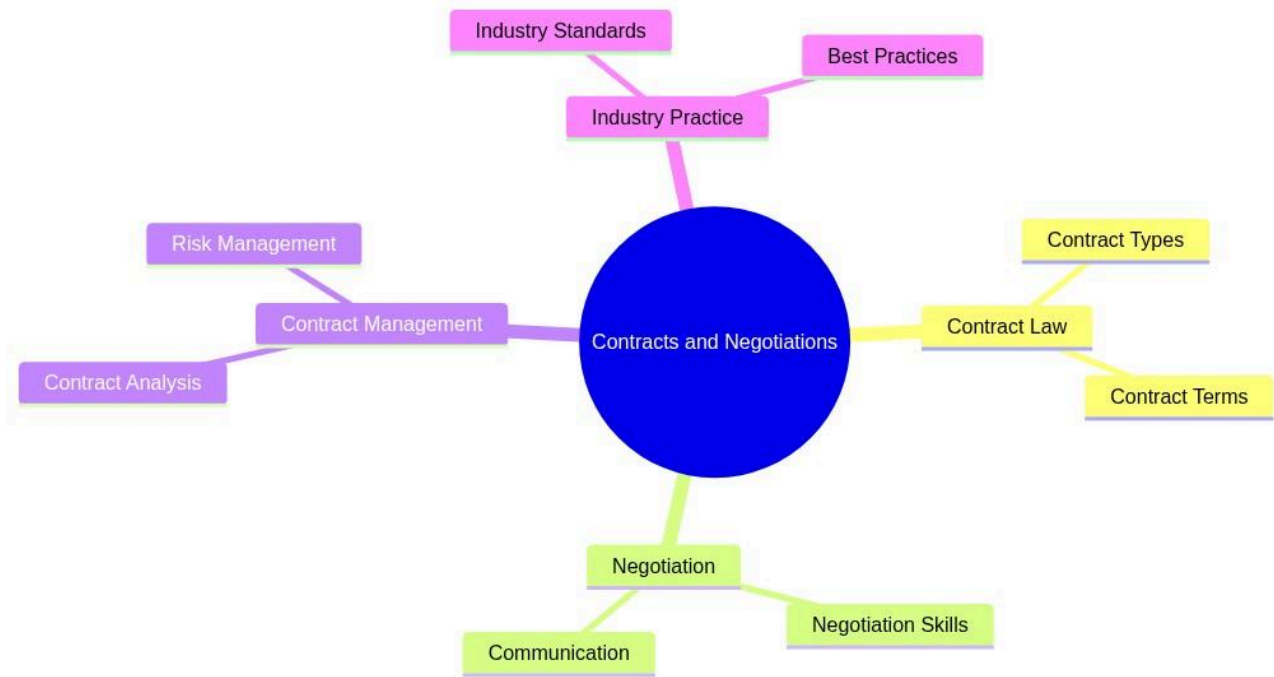 Industry Standards
Best Practices
Industry Practice
Risk Management
Contract Types
Contract Management
Contract Law
Contracts and Negotiations
Contract Analysis
Contract Terms
Negotiation
Negotiation Skills
Communication